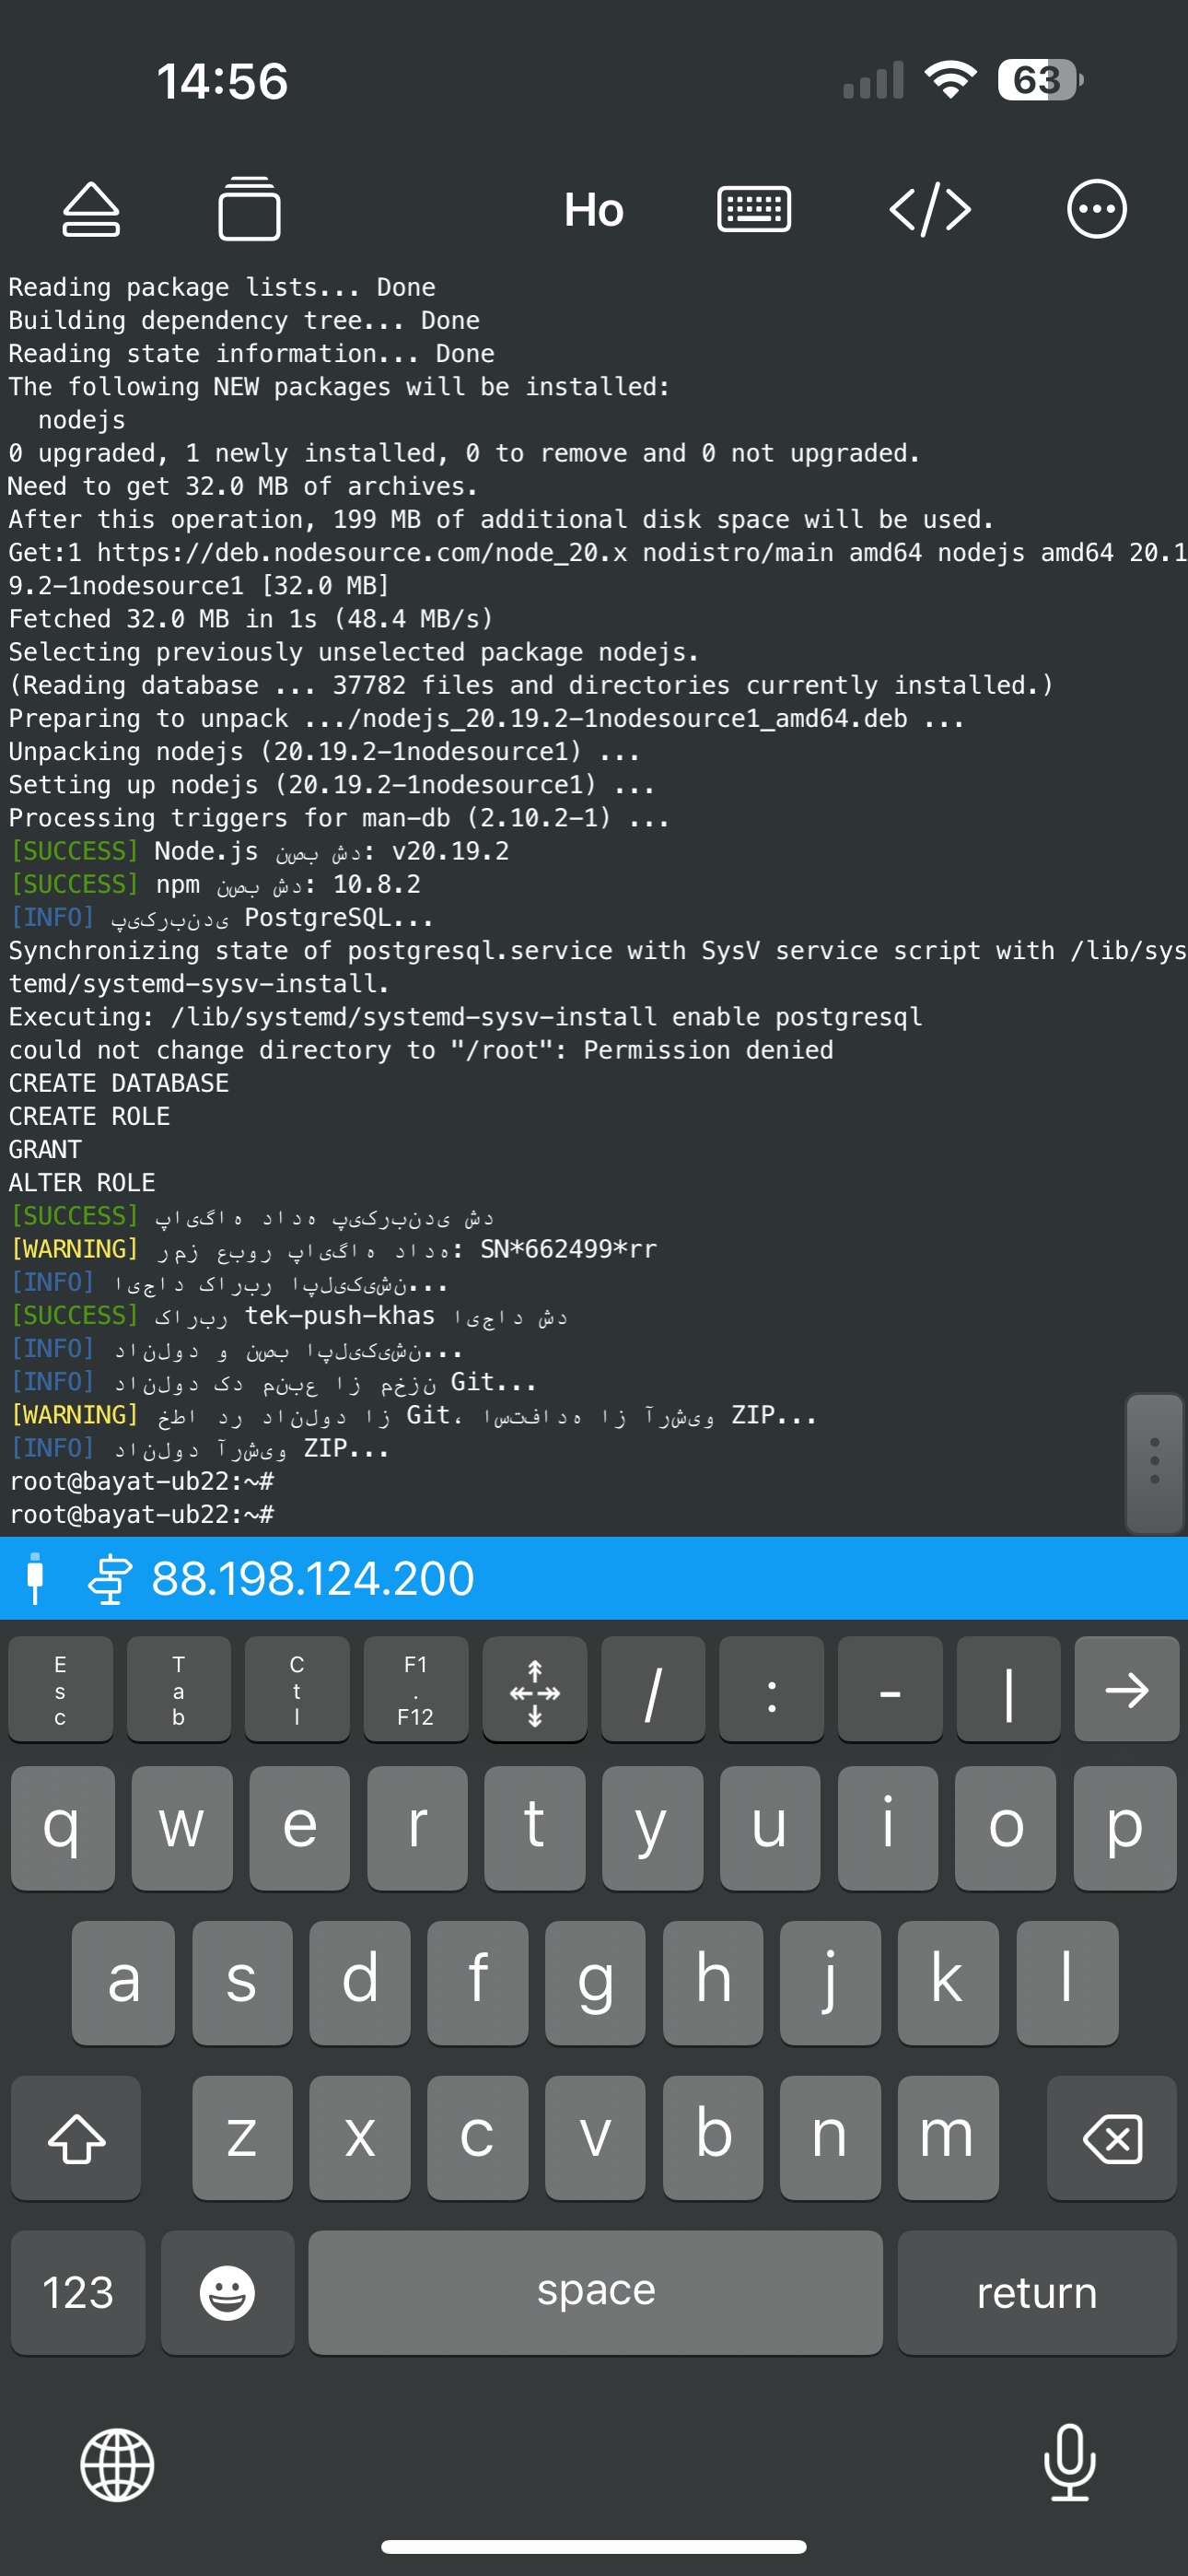 14:56
63
Ho
Reading package lists... Done
Building dependency tree... Done
Reading state information... Done
The following NEW packages will be installed:
  nodejs
0 upgraded, 1 newly installed, 0 to remove and 0 not upgraded.
Need to get 32.0 MB of archives.
After this operation, 199 MB of additional disk space will be used.
Get:1 https://deb.nodesource.com/node_20.x nodistro/main amd64 nodejs amd64 20.1
9.2-1nodesource1 [32.0 MB]
Fetched 32.0 MB in 1s (48.4 MB/s)
Selecting previously unselected package nodejs.
(Reading database ... 37782 files and directories currently installed.)
Preparing to unpack .../nodejs_20.19.2-1nodesource1_amd64.deb ...
Unpacking nodejs (20.19.2-1nodesource1) ...
Setting up nodejs (20.19.2-1nodesource1) ...
Processing triggers for man-db (2.10.2-1) ...
[SUCCESS] Node.js نصب شد: v20.19.2
[SUCCESS] npm نصب شد: 10.8.2
[INFO] پیکربندی PostgreSQL...
Synchronizing state of postgresql.service with SysV service script with /lib/sys
temd/systemd-sysv-install.
Executing: /lib/systemd/systemd-sysv-install enable postgresql
could not change directory to "/root": Permission denied
CREATE DATABASE
CREATE ROLE
GRANT
ALTER ROLE
[SUCCESS] پایگاه داده پیکربندی شد
[WARNING] رمز عبور پایگاه داده: SN*662499*rr
[INFO] ایجاد کاربر اپلیکیشن...
[SUCCESS] کاربر tek-push-khas ایجاد شد
[INFO] دانلود و نصب اپلیکیشن...
[INFO] دانلود کد منبع از مخزن Git...
[WARNING] خطا در دانلود از Git، استفاده از آرشیو ZIP...
[INFO] دانلود آرشیو ZIP...
root@bayat-ub22:~#
root@bayat-ub22:~#
88.198.124.200
Esc Tab Ctl F1 . F12 / : - |
q w e r t y u i o p
a s d f g h j k l
z x c v b n m
123 space return